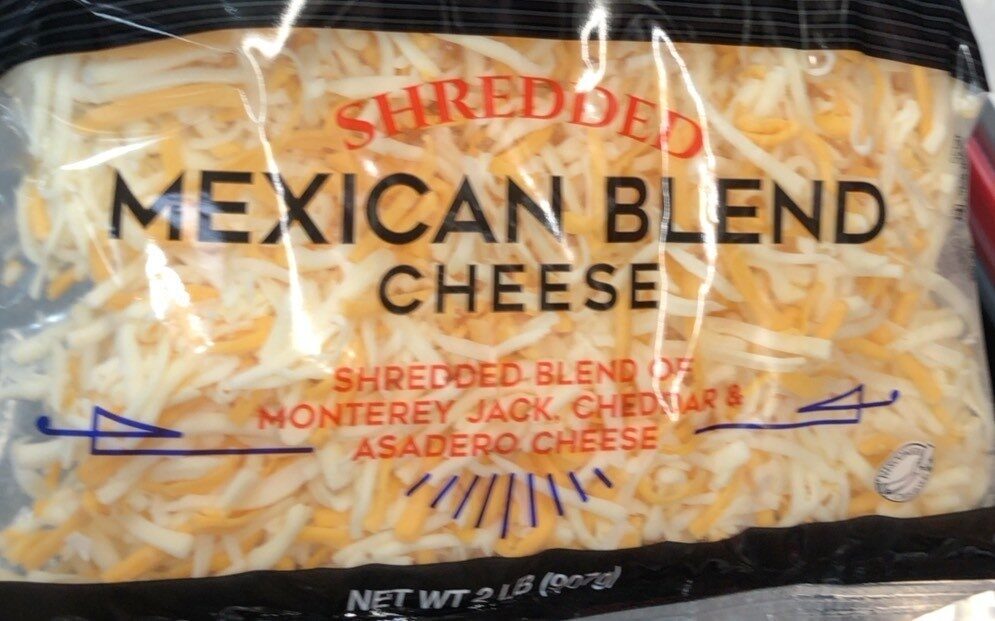 SHREDDED
MEXICAN BLEND
CHEESE
SHREDDED BLEND OF
MONTEREY JACK, CHEDDAR &
ASADERO CHEESE
NET WT 2 LB (907g)